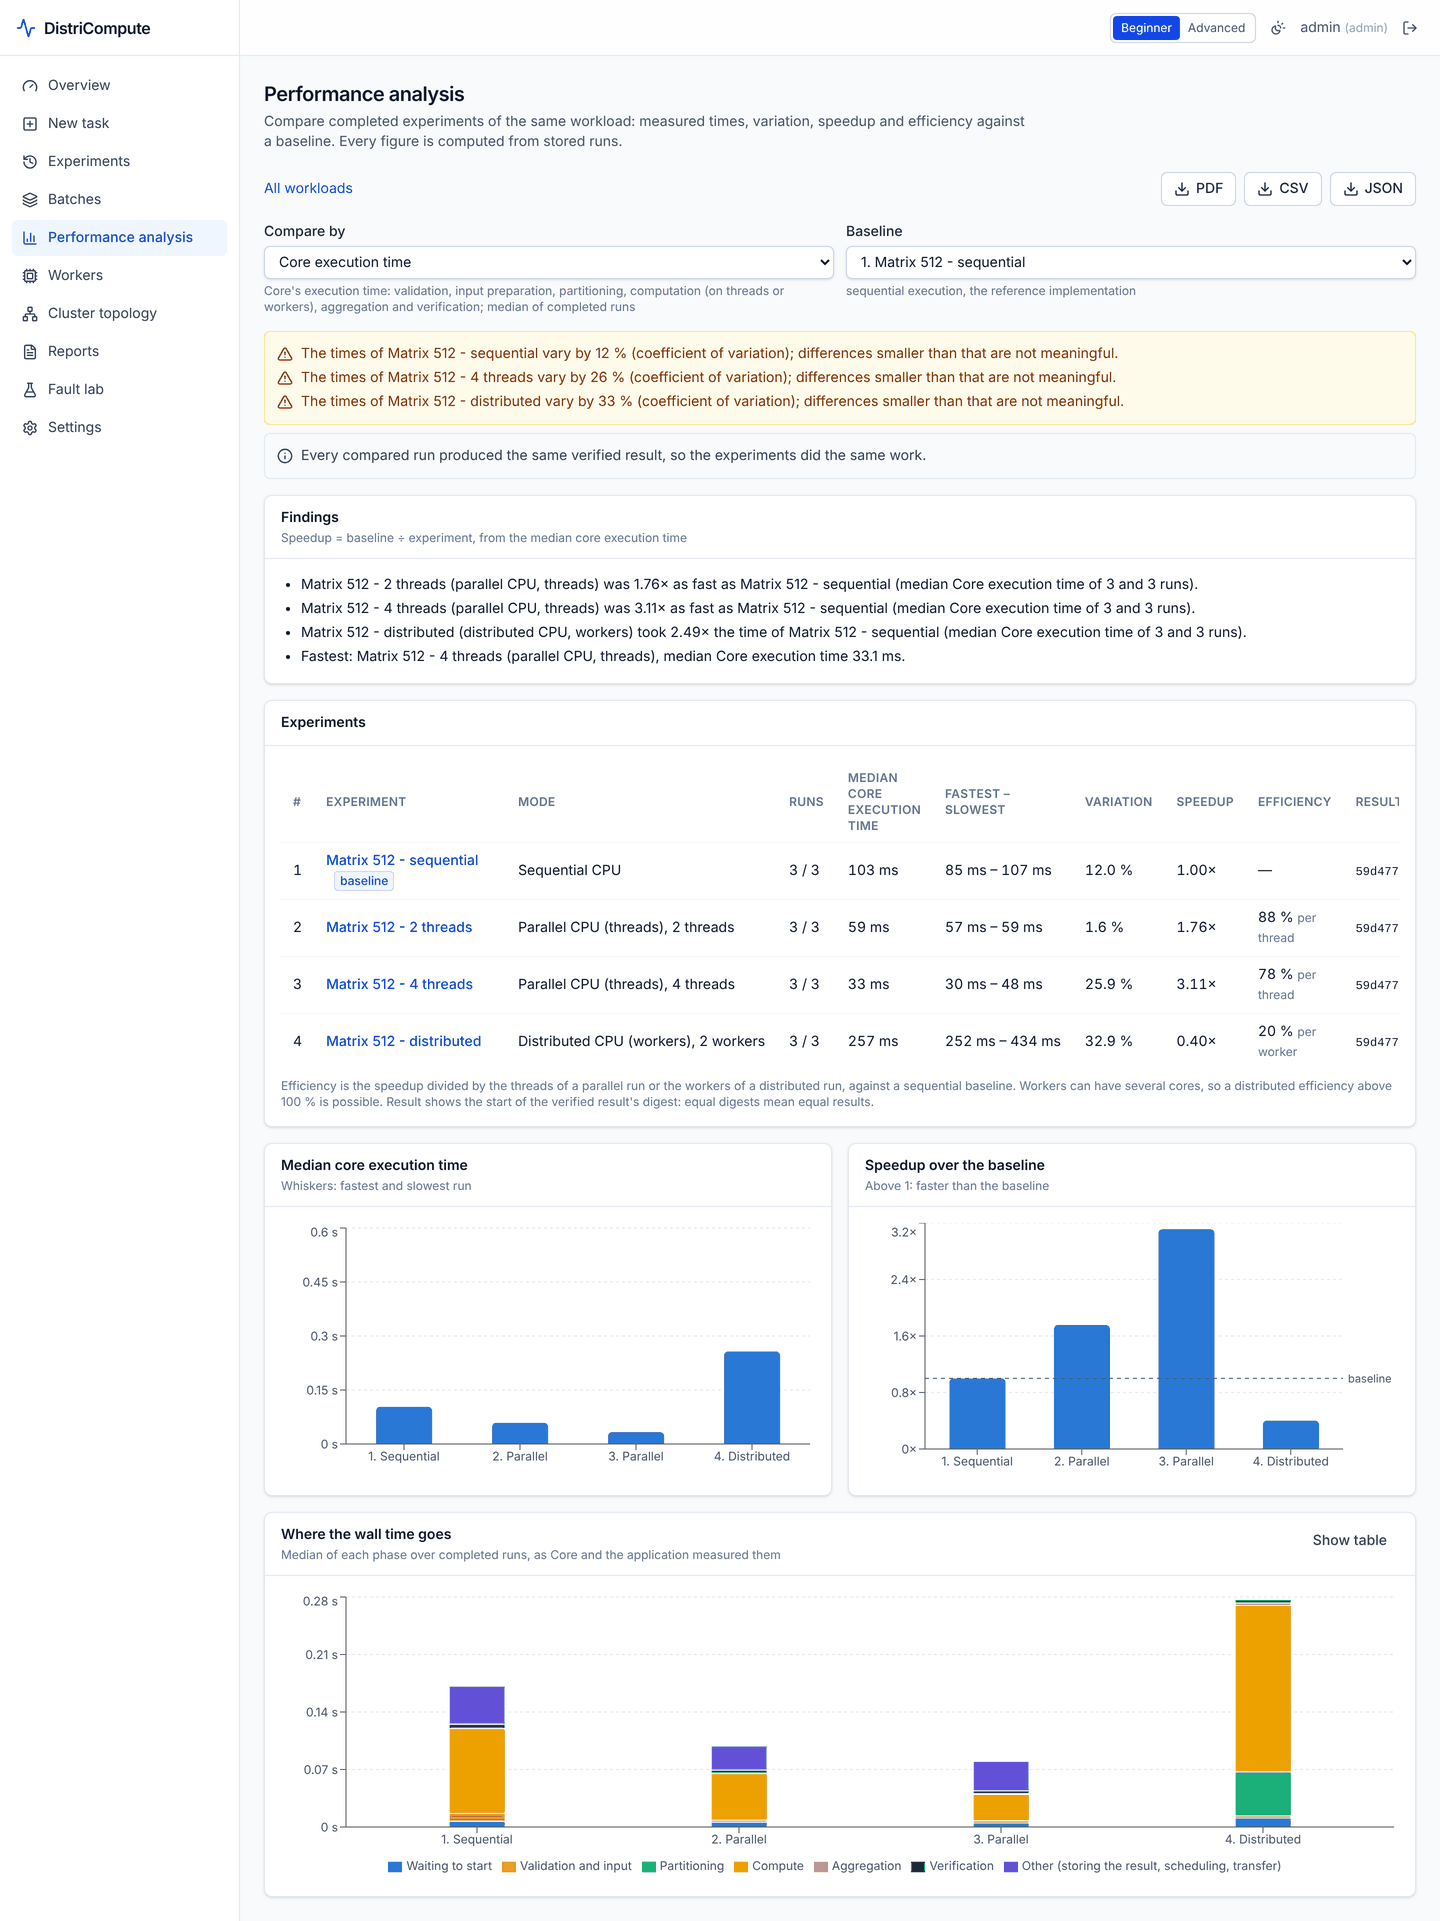 DistriCompute
Beginner Advanced admin (admin)
Overview
New task
Experiments
Batches
Performance analysis
Workers
Cluster topology
Reports
Fault lab
Settings
Performance analysis
Compare completed experiments of the same workload: measured times, variation, speedup and efficiency against
a baseline. Every figure is computed from stored runs.
All workloads
PDF CSV JSON
Compare by
Core execution time
Core's execution time: validation, input preparation, partitioning, computation (on threads or
workers), aggregation and verification; median of completed runs
Baseline
1. Matrix 512 - sequential
sequential execution, the reference implementation
The times of Matrix 512 - sequential vary by 12 % (coefficient of variation); differences smaller than that are not meaningful.
The times of Matrix 512 - 4 threads vary by 26 % (coefficient of variation); differences smaller than that are not meaningful.
The times of Matrix 512 - distributed vary by 33 % (coefficient of variation); differences smaller than that are not meaningful.
Every compared run produced the same verified result, so the experiments did the same work.
Findings
Speedup = baseline ÷ experiment, from the median core execution time
• Matrix 512 - 2 threads (parallel CPU, threads) was 1.76× as fast as Matrix 512 - sequential (median Core execution time of 3 and 3 runs).
• Matrix 512 - 4 threads (parallel CPU, threads) was 3.11× as fast as Matrix 512 - sequential (median Core execution time of 3 and 3 runs).
• Matrix 512 - distributed (distributed CPU, workers) took 2.49× the time of Matrix 512 - sequential (median Core execution time of 3 and 3 runs).
• Fastest: Matrix 512 - 4 threads (parallel CPU, threads), median Core execution time 33.1 ms.
Experiments
# EXPERIMENT MODE RUNS MEDIAN CORE EXECUTION TIME FASTEST – SLOWEST VARIATION SPEEDUP EFFICIENCY RESULT
1 Matrix 512 - sequential baseline Sequential CPU 3 / 3 103 ms 85 ms – 107 ms 12.0 % 1.00× — 59d477
2 Matrix 512 - 2 threads Parallel CPU (threads), 2 threads 3 / 3 59 ms 57 ms – 59 ms 1.6 % 1.76× 88 % per thread 59d477
3 Matrix 512 - 4 threads Parallel CPU (threads), 4 threads 3 / 3 33 ms 30 ms – 48 ms 25.9 % 3.11× 78 % per thread 59d477
4 Matrix 512 - distributed Distributed CPU (workers), 2 workers 3 / 3 257 ms 252 ms – 434 ms 32.9 % 0.40× 20 % per worker 59d477
Efficiency is the speedup divided by the threads of a parallel run or the workers of a distributed run, against a sequential baseline. Workers can have several cores, so a distributed efficiency above
100 % is possible. Result shows the start of the verified result's digest: equal digests mean equal results.
Median core execution time
Whiskers: fastest and slowest run
0.6 s
0.45 s
0.3 s
0.15 s
0 s
1. Sequential 2. Parallel 3. Parallel 4. Distributed
Speedup over the baseline
Above 1: faster than the baseline
3.2×
2.4×
1.6×
baseline
0.8×
0×
1. Sequential 2. Parallel 3. Parallel 4. Distributed
Where the wall time goes
Median of each phase over completed runs, as Core and the application measured them
Show table
0.28 s
0.21 s
0.14 s
0.07 s
0 s
1. Sequential 2. Parallel 3. Parallel 4. Distributed
Waiting to start Validation and input Partitioning Compute Aggregation Verification Other (storing the result, scheduling, transfer)